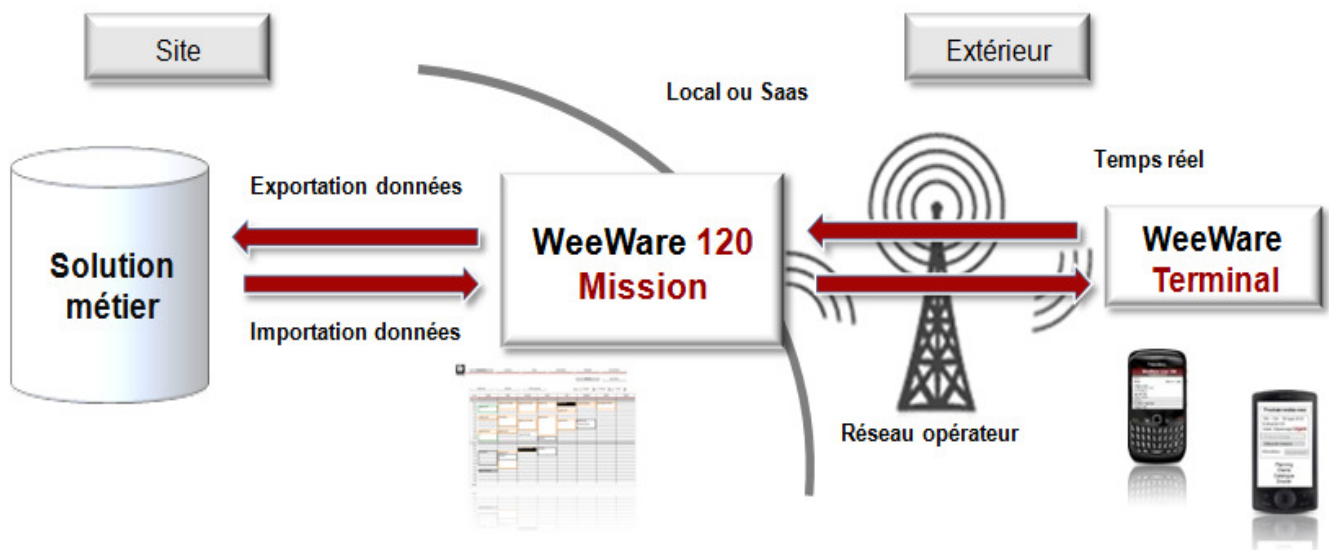 Site
Extérieur
Local ou Saas
Temps réel
Exportation données
Solution
métier
WeeWare 120
Mission
WeeWare
Terminal
Importation données
Réseau opérateur
Planning